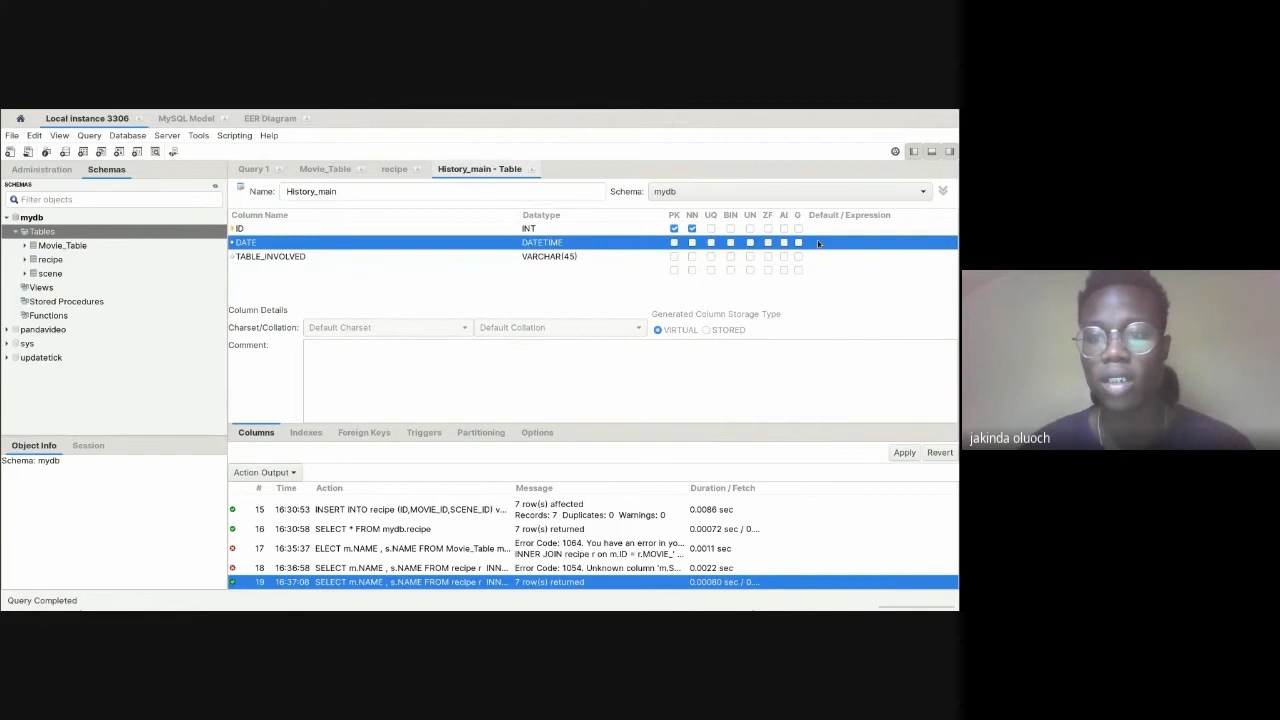 Local instance 3306 MySQL Model EER Diagram
File Edit View Query Database Server Tools Scripting Help
Administration Schemas
Query 1 Movie_Table recipe History_main - Table
SCHEMAS
Filter objects
Name: History_main Schema: mydb
mydb
Tables
Movie_Table
recipe
scene
Views
Stored Procedures
Functions
pandavideo
sys
updatetick
Column Name Datatype PK NN UQ BIN UN ZF AI G Default / Expression
ID INT
DATE DATETIME
TABLE_INVOLVED VARCHAR(45)
Column Details
Generated Column Storage Type
Charset/Collation: Default Charset Default Collation VIRTUAL STORED
Comment:
Columns Indexes Foreign Keys Triggers Partitioning Options
Apply Revert
Object Info Session
Schema: mydb
Action Output
# Time Action Message Duration / Fetch
15 16:30:53 INSERT INTO recipe (ID,MOVIE_ID,SCENE_ID) v... 7 row(s) affected 0.0086 sec
Records: 7 Duplicates: 0 Warnings: 0
16 16:30:58 SELECT * FROM mydb.recipe 7 row(s) returned 0.00072 sec / 0....
17 16:35:37 ELECT m.NAME , s.NAME FROM Movie_Table m... Error Code: 1064. You have an error in yo... 0.0011 sec
INNER JOIN recipe r on m.ID = r.MOVIE_' ...
18 16:36:58 SELECT m.NAME , s.NAME FROM recipe r INN... Error Code: 1054. Unknown column 'm.S... 0.0022 sec
19 16:37:08 SELECT m.NAME , s.NAME FROM recipe r INN... 7 row(s) returned 0.00080 sec / 0....
Query Completed
jakinda oluoch